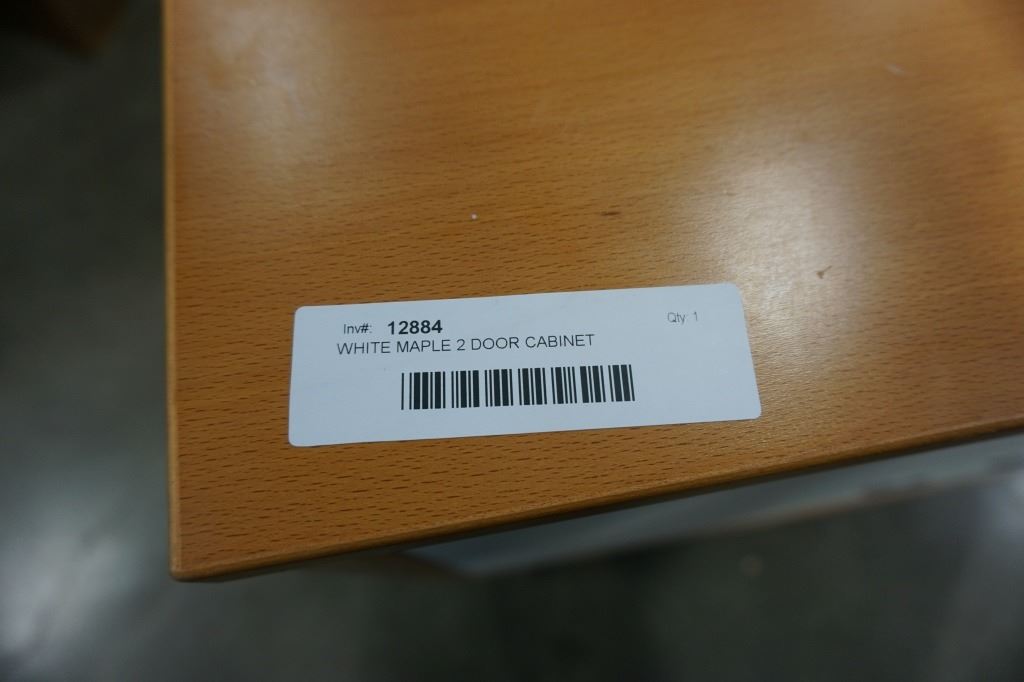 Inv#: 12884 Qty: 1
WHITE MAPLE 2 DOOR CABINET